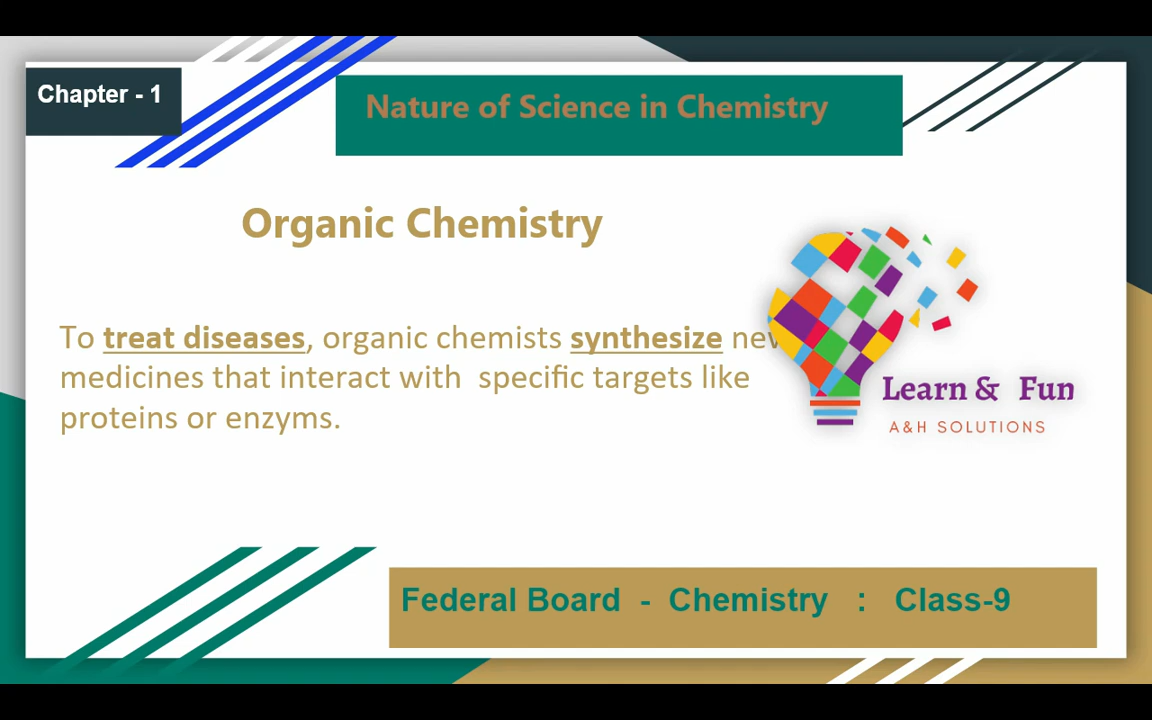 Chapter - 1
Nature of Science in Chemistry
Organic Chemistry
To treat diseases, organic chemists synthesize
medicines that interact with specific targets like
proteins or enzyms.
Learn & Fun
A&H SOLUTIONS
Federal Board - Chemistry : Class-9